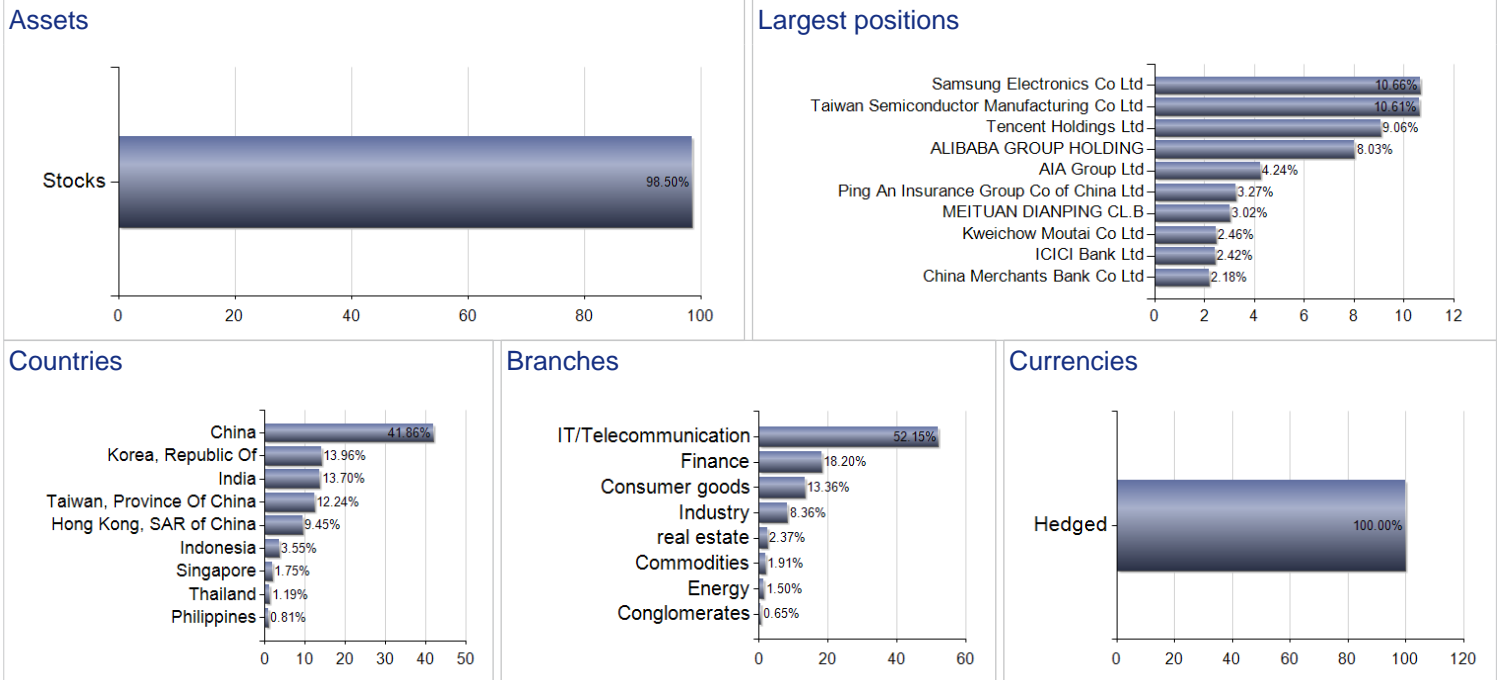 Assets
Stocks
98.50%
0 20 40 60 80 100
Largest positions
Samsung Electronics Co Ltd 10.66%
Taiwan Semiconductor Manufacturing Co Ltd 10.61%
Tencent Holdings Ltd 9.06%
ALIBABA GROUP HOLDING 8.03%
AIA Group Ltd 4.24%
Ping An Insurance Group Co of China Ltd 3.27%
MEITUAN DIANPING CL.B 3.02%
Kweichow Moutai Co Ltd 2.46%
ICICI Bank Ltd 2.42%
China Merchants Bank Co Ltd 2.18%
0 2 4 6 8 10 12
Countries
China 41.86%
Korea, Republic Of 13.96%
India 13.70%
Taiwan, Province Of China 12.24%
Hong Kong, SAR of China 9.45%
Indonesia 3.55%
Singapore 1.75%
Thailand 1.19%
Philippines 0.81%
0 10 20 30 40 50
Branches
IT/Telecommunication 52.15%
Finance 18.20%
Consumer goods 13.36%
Industry 8.36%
real estate 2.37%
Commodities 1.91%
Energy 1.50%
Conglomerates 0.65%
0 20 40 60
Currencies
Hedged 100.00%
0 20 40 60 80 100 120